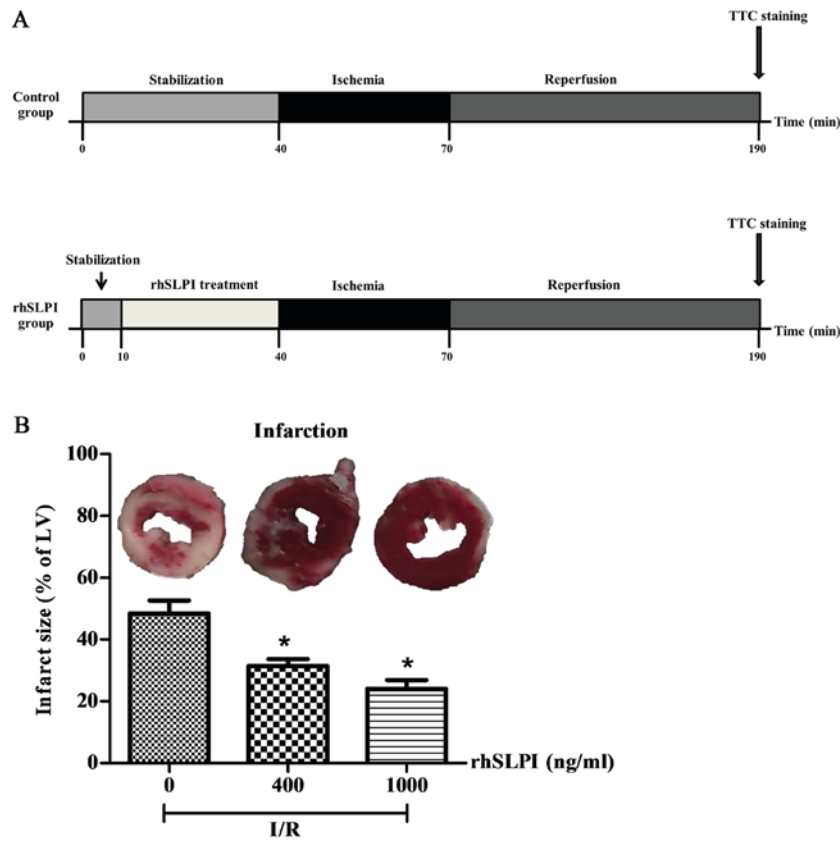 A
TTC staining
Stabilization Ischemia Reperfusion
Control
group
Time (min)
0 40 70 190
TTC staining
Stabilization
rhSLPI treatment Ischemia Reperfusion
rhSLPI
group
Time (min)
0 10 40 70 190
B
Infarction
Infarct size (% of LV)
100
80
60
40
20
0
* *
rhSLPI (ng/ml)
0 400 1000
I/R